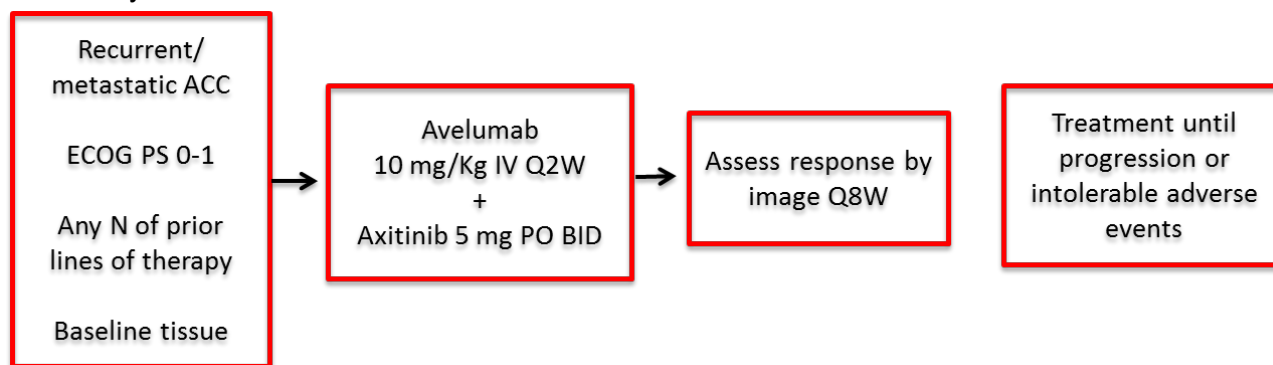 Recurrent/
metastatic ACC
ECOG PS 0-1
Any N of prior
lines of therapy
Baseline tissue
Avelumab
10 mg/Kg IV Q2W
+
Axitinib 5 mg PO BID
Assess response by
image Q8W
Treatment until
progression or
intolerable adverse
events